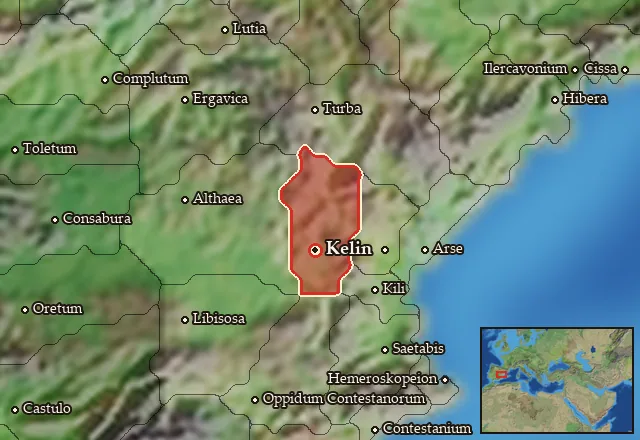 Lutia
Ilercavonium
Cissa
Complutum
Ergavica
Hibera
Turba
Toletum
Althaea
Consabura
Kelin
Arse
Kili
Oretum
Libisosa
Saetabis
Hemeroskopeion
Oppidum Contestanorum
Castulo
Contestanium